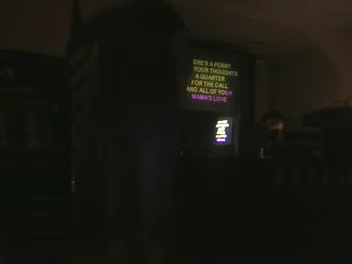 ERE'S A PENNY
YOUR THOUGHTS
A QUARTER
FOR THE CALL
AND ALL OF YOUR
MAMA'S LOVE